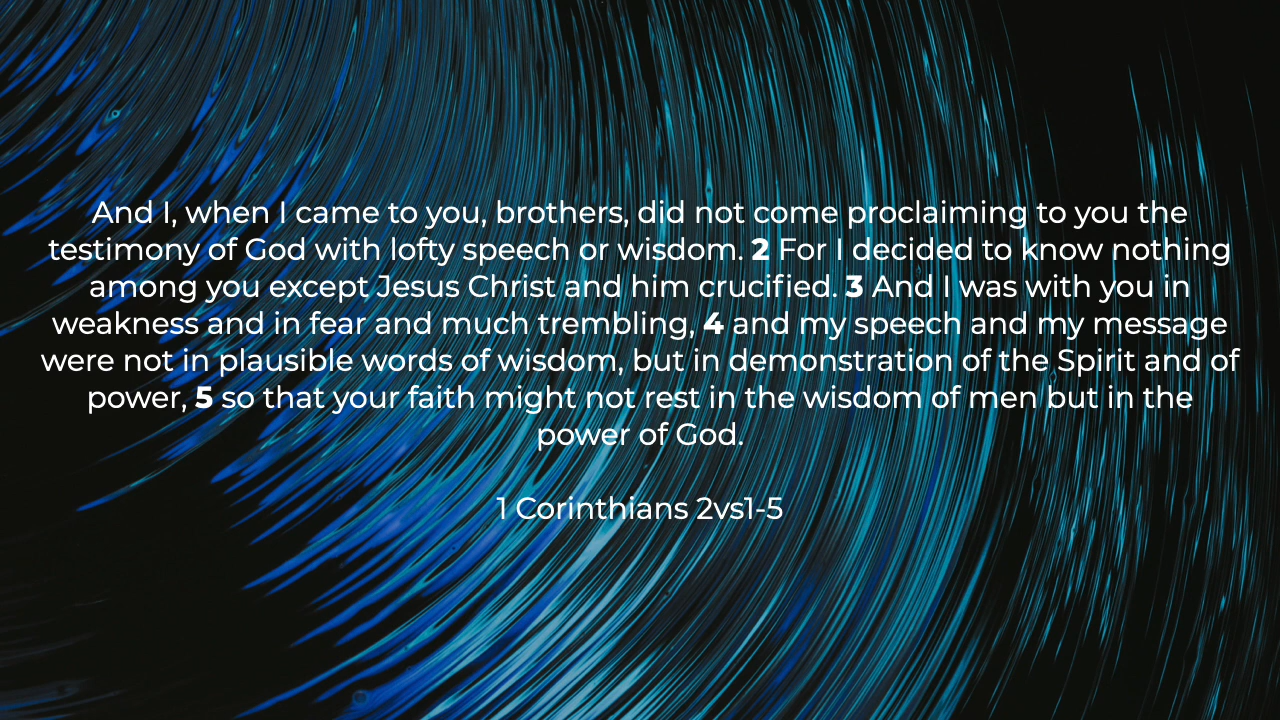 And I, when I came to you, brothers, did not come proclaiming to you the
testimony of God with lofty speech or wisdom. 2 For I decided to know nothing
among you except Jesus Christ and him crucified. 3 And I was with you in
weakness and in fear and much trembling, 4 and my speech and my message
were not in plausible words of wisdom, but in demonstration of the Spirit and of
power, 5 so that your faith might not rest in the wisdom of men but in the
power of God.
1 Corinthians 2vs1-5